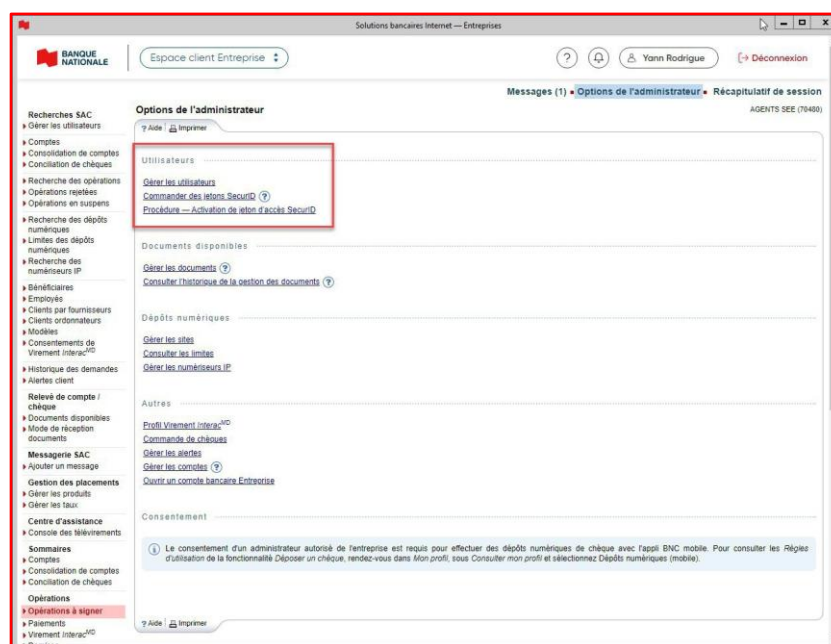 Solutions bancaires Internet — Entreprises
BANQUE
NATIONALE
Espace client Entreprise
?
Yann Rodrigue
Déconnexion
Messages (1)
Options de l'administrateur
Récapitulatif de session
Options de l'administrateur
AGENTS SEE (70480)
? Aide
Imprimer
Recherches SAC
Gérer les utilisateurs
Comptes
Consolidation de comptes
Conciliation de chèques
Recherche des opérations
Opérations rejetées
Opérations en suspens
Recherche des dépôts
numériques
Limites des dépôts
numériques
Recherche des
numériseurs IP
Bénéficiaires
Employés
Clients par fournisseurs
Clients ordonnateurs
Modèles
Consentements de
Virement Interac MD
Historique des demandes
Alertes client
Relevé de compte /
chèque
Documents disponibles
Mode de réception
documents
Messagerie SAC
Ajouter un message
Gestion des placements
Gérer les produits
Gérer les taux
Centre d'assistance
Console des télévirements
Sommaires
Comptes
Consolidation de comptes
Conciliation de chèques
Opérations
Opérations à signer
Paiements
Virement Interac MD
Utilisateurs
Gérer les utilisateurs
Commander des jetons SecurID ?
Procédure — Activation de jeton d'accès SecurID
Documents disponibles
Gérer les documents ?
Consulter l'historique de la gestion des documents ?
Dépôts numériques
Gérer les sites
Consulter les limites
Gérer les numériseurs IP
Autres
Profil Virement Interac MD
Commande de chèques
Gérer les alertes
Gérer les comptes ?
Ouvrir un compte bancaire Entreprise
Consentement
Le consentement d'un administrateur autorisé de l'entreprise est requis pour effectuer des dépôts numériques de chèque avec l'appli BNC mobile. Pour consulter les Règles
d'utilisation de la fonctionnalité Déposer un chèque, rendez-vous dans Mon profil, sous Consulter mon profil et sélectionnez Dépôts numériques (mobile).
? Aide
Imprimer